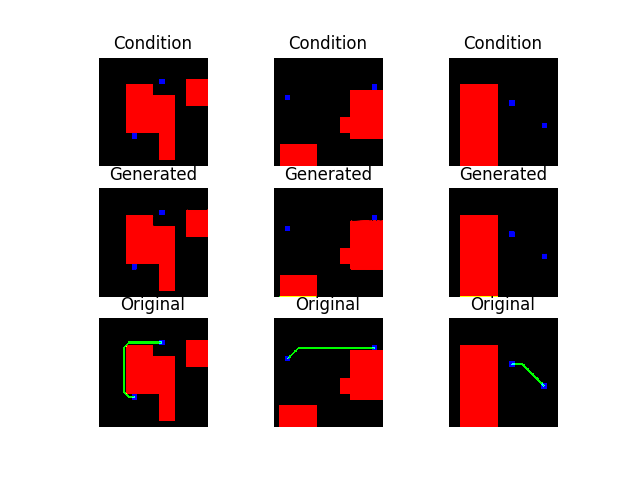 Condition
Condition
Condition
Generated
Generated
Generated
Original
Original
Original